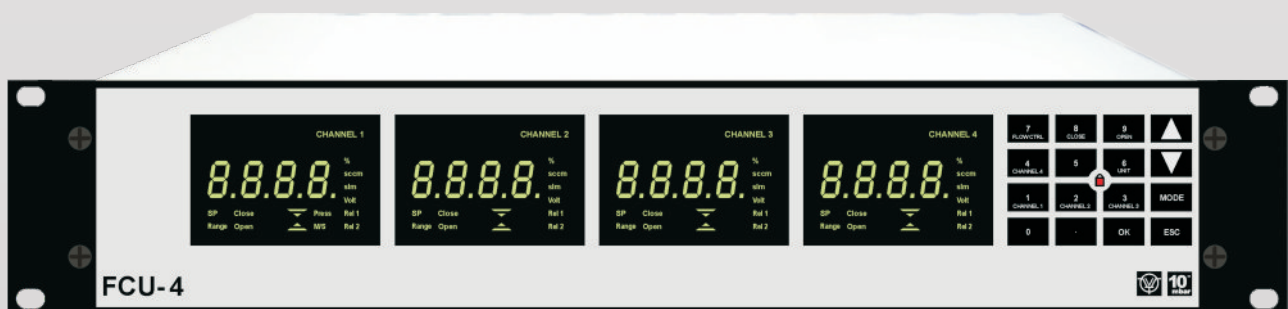 CHANNEL 1
8.8.8.8.
%
sccm
slm
Volt
SP Close Press Rel 1
Range Open M/S Rel 2
CHANNEL 2
8.8.8.8.
%
sccm
slm
Volt
SP Close Rel 1
Range Open Rel 2
CHANNEL 3
8.8.8.8.
%
sccm
slm
Volt
SP Close Rel 1
Range Open Rel 2
CHANNEL 4
8.8.8.8.
%
sccm
slm
Volt
SP Close Rel 1
Range Open Rel 2
7 8 9
FLOW CTRL CLOSE OPEN
4 5 6
CHANNEL 4 UNIT
1 2 3 MODE
CHANNEL 1 CHANNEL 2 CHANNEL 3
0 . OK ESC
FCU-4
10
mbar